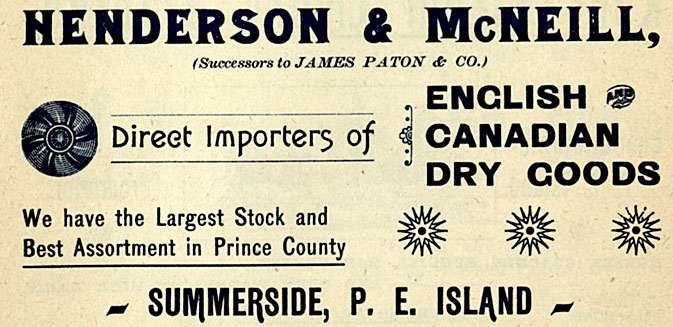 HENDERSON & McNEILL,
(Successors to JAMES PATON & CO.)
Direct Importers of
ENGLISH AND
CANADIAN
DRY GOODS
We have the Largest Stock and
Best Assortment in Prince County
SUMMERSIDE, P. E. ISLAND